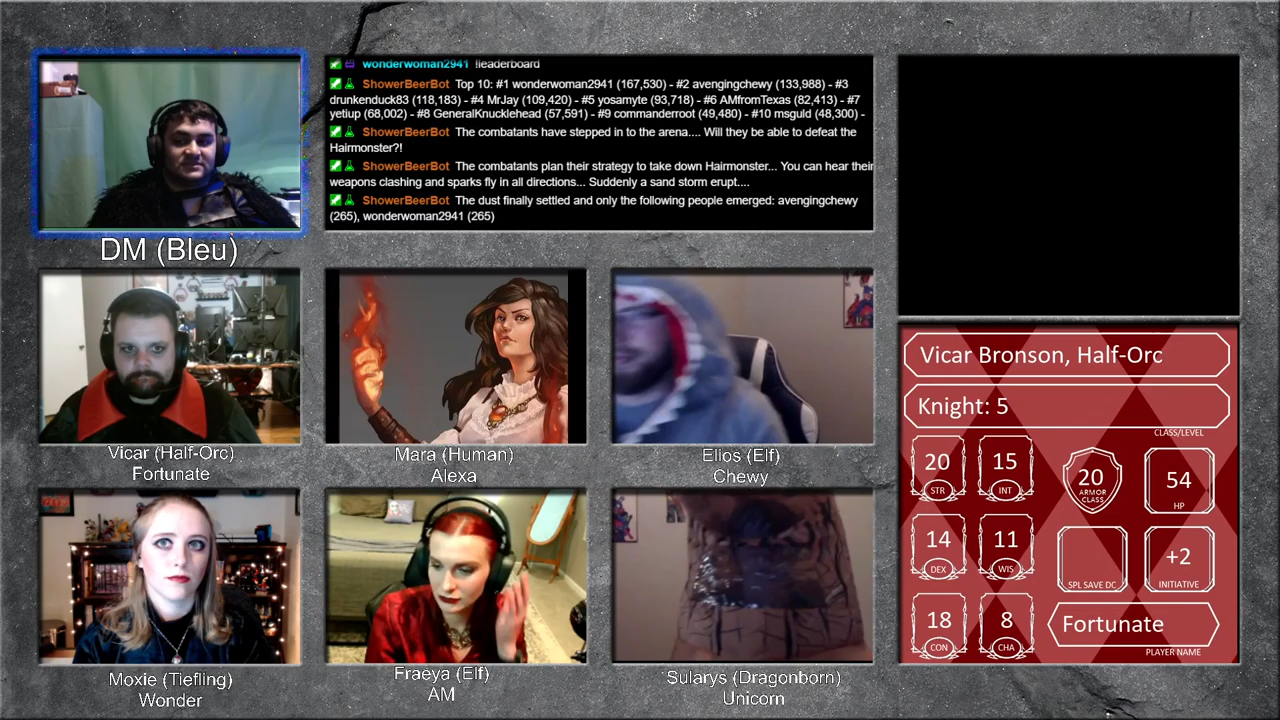 wonderwoman2941 !leaderboard
ShowerBeerBot Top 10: #1 wonderwoman2941 (167,530) - #2 avengingchewy (133,988) - #3
drunkenduck83 (118,183) - #4 MrJay (109,420) - #5 yosamyte (93,718) - #6 AMfromTexas (82,413) - #7
yetiup (68,002) - #8 GeneralKnucklehead (57,591) - #9 commanderroot (49,480) - #10 msguld (48,300) -
ShowerBeerBot The combatants have stepped in to the arena.... Will they be able to defeat the
Hairmonster?!
ShowerBeerBot The combatants plan their strategy to take down Hairmonster... You can hear their
weapons clashing and sparks fly in all directions... Suddenly a sand storm erupt....
ShowerBeerBot The dust finally settled and only the following people emerged: avengingchewy
(265), wonderwoman2941 (265)
DM (Bleu)
Vicar (Half-Orc)
Fortunate
Mara (Human)
Alexa
Elios (Elf)
Chewy
Moxie (Tiefling)
Wonder
Fraeya (Elf)
AM
Sularys (Dragonborn)
Unicorn
Vicar Bronson, Half-Orc
Knight: 5
CLASS/LEVEL
20
STR
15
INT
20
ARMOR
CLASS
54
HP
14
DEX
11
WIS
SPL SAVE DC
+2
INITIATIVE
18
CON
8
CHA
Fortunate
PLAYER NAME